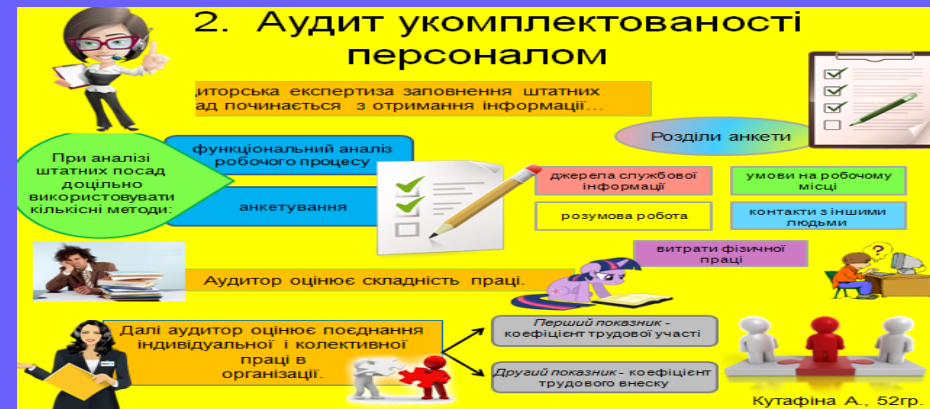 2. Аудит укомплектованості
персоналом
иторська експертиза заповнення штатних
ад починається з отримання інформації...
При аналізі
штатних посад
доцільно
використовувати
кількісні методи:
функціональний аналіз
робочого процесу
анкетування
Розділи анкети
джерела службової
інформації
умови на робочому
місці
розумова робота
контакти з іншими
людьми
витрати фізичної
праці
Аудитор оцінює складність праці.
Далі аудитор оцінює поєднання
індивідуальної і колективної
праці в
організації.
Перший показник -
коефіцієнт трудової участі
Другий показник - коефіцієнт
трудового внеску
Кутафіна А., 52гр.